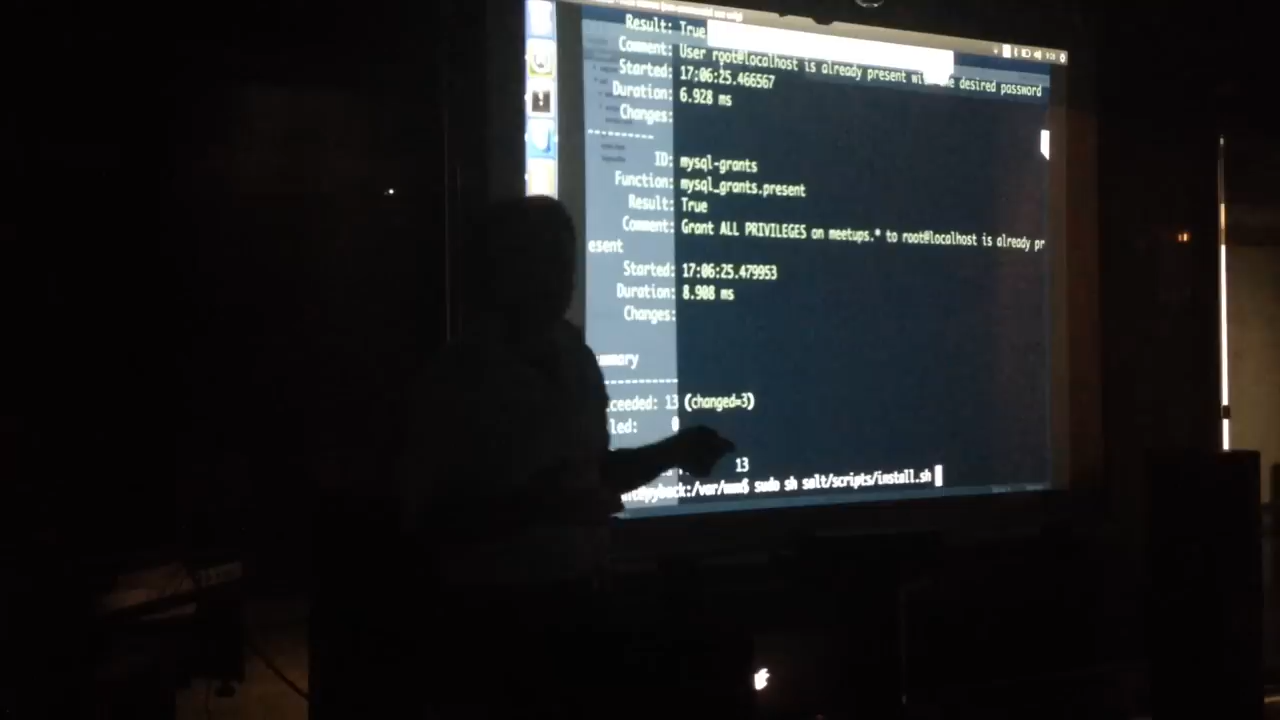 Result: True
Comment: User root@localhost is already present desired password
Started: 17:06:25.466567
Duration: 6.928 ms
Changes:
----------
ID: mysql-grants
Function: mysql_grants.present
Result: True
Comment: Grant ALL PRIVILEGES on meetups.* to root@localhost is already pr
esent
Started: 17:06:25.479953
Duration: 8.908 ms
Changes:
mmary
------------
ceeded: 13 (changed=3)
led: 0
13
:/var/www$ sudo sh salt/scripts/install.sh